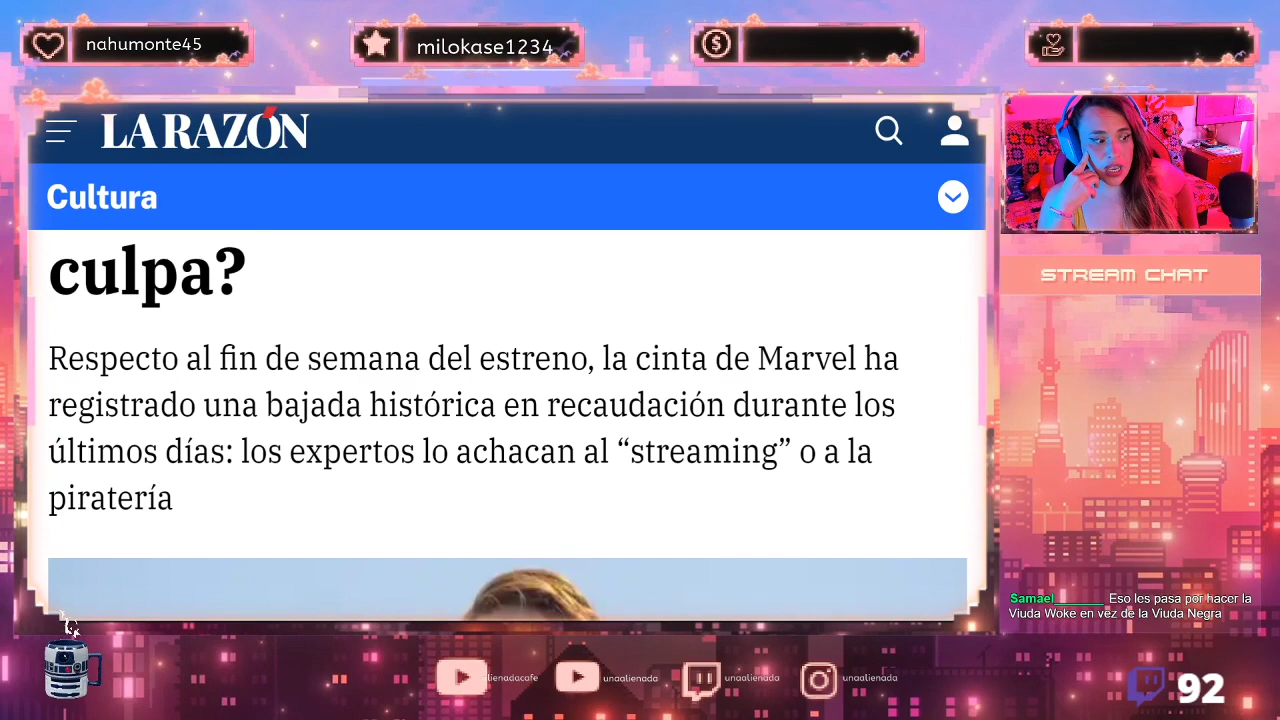 nahumonte45
milokase1234
LA RAZÓN
Cultura
culpa?
Respecto al fin de semana del estreno, la cinta de Marvel ha
registrado una bajada histórica en recaudación durante los
últimos días: los expertos lo achacan al “streaming” o a la
piratería
STREAM CHAT
Samael_______ Eso les pasa por hacer la
Viuda Woke en vez de la Viuda Negra
lienadacafe
unaalienada
unaalienada
unaalienada
92